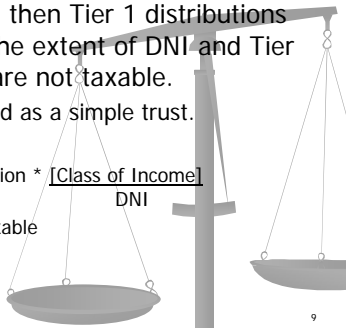 then Tier 1 distributions
he extent of DNI and Tier
are not taxable.
d as a simple trust.
ion * [Class of Income]
DNI
table
9